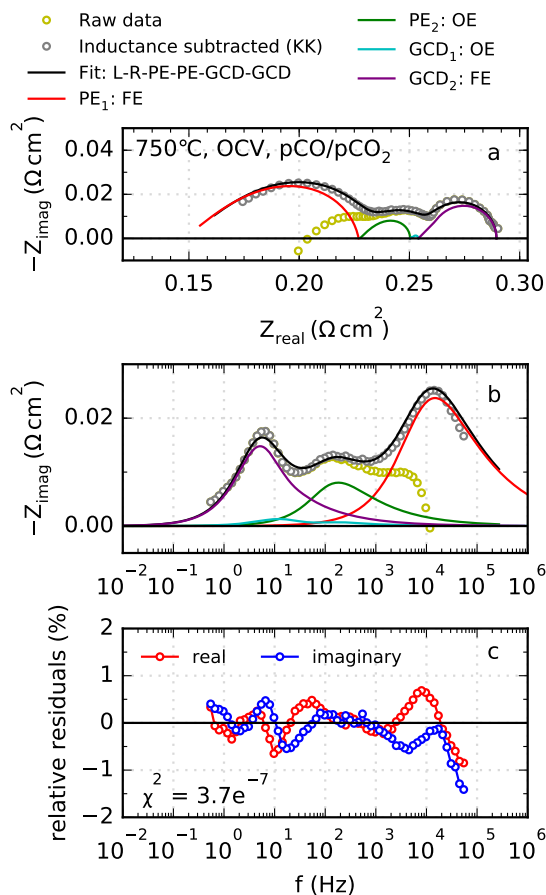 Raw data
Inductance subtracted (KK)
Fit: L-R-PE-PE-GCD-GCD
PE₁: FE
PE₂: OE
GCD₁: OE
GCD₂: FE
750°C, OCV, pCO/pCO₂
a
−Z_imag (Ω cm²)
0.04
0.02
0.00
0.15 0.20 0.25 0.30
Z_real (Ω cm²)
b
−Z_imag (Ω cm²)
0.02
0.00
10⁻² 10⁻¹ 10⁰ 10¹ 10² 10³ 10⁴ 10⁵ 10⁶
real imaginary
c
relative residuals (%)
2
1
0
−1
−2
χ² = 3.7e⁻⁷
10⁻² 10⁻¹ 10⁰ 10¹ 10² 10³ 10⁴ 10⁵ 10⁶
f (Hz)